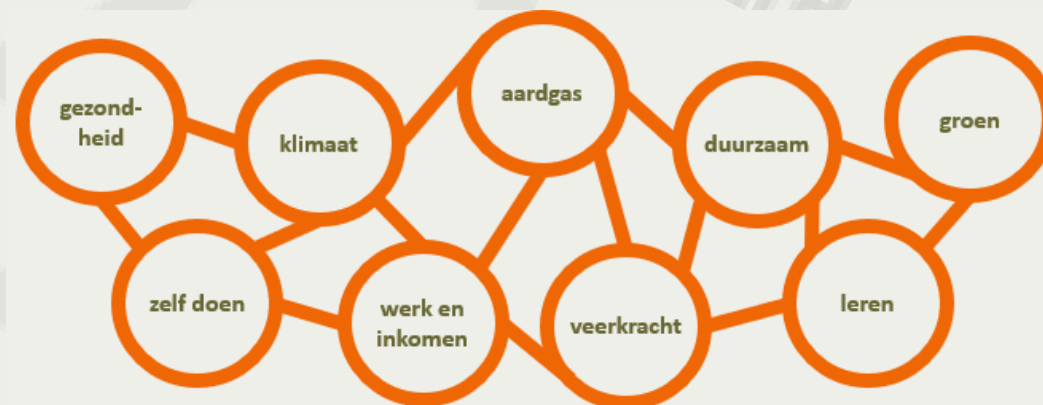 gezond-
heid
klimaat
aardgas
duurzaam
groen
zelf doen
werk en
inkomen
veerkracht
leren